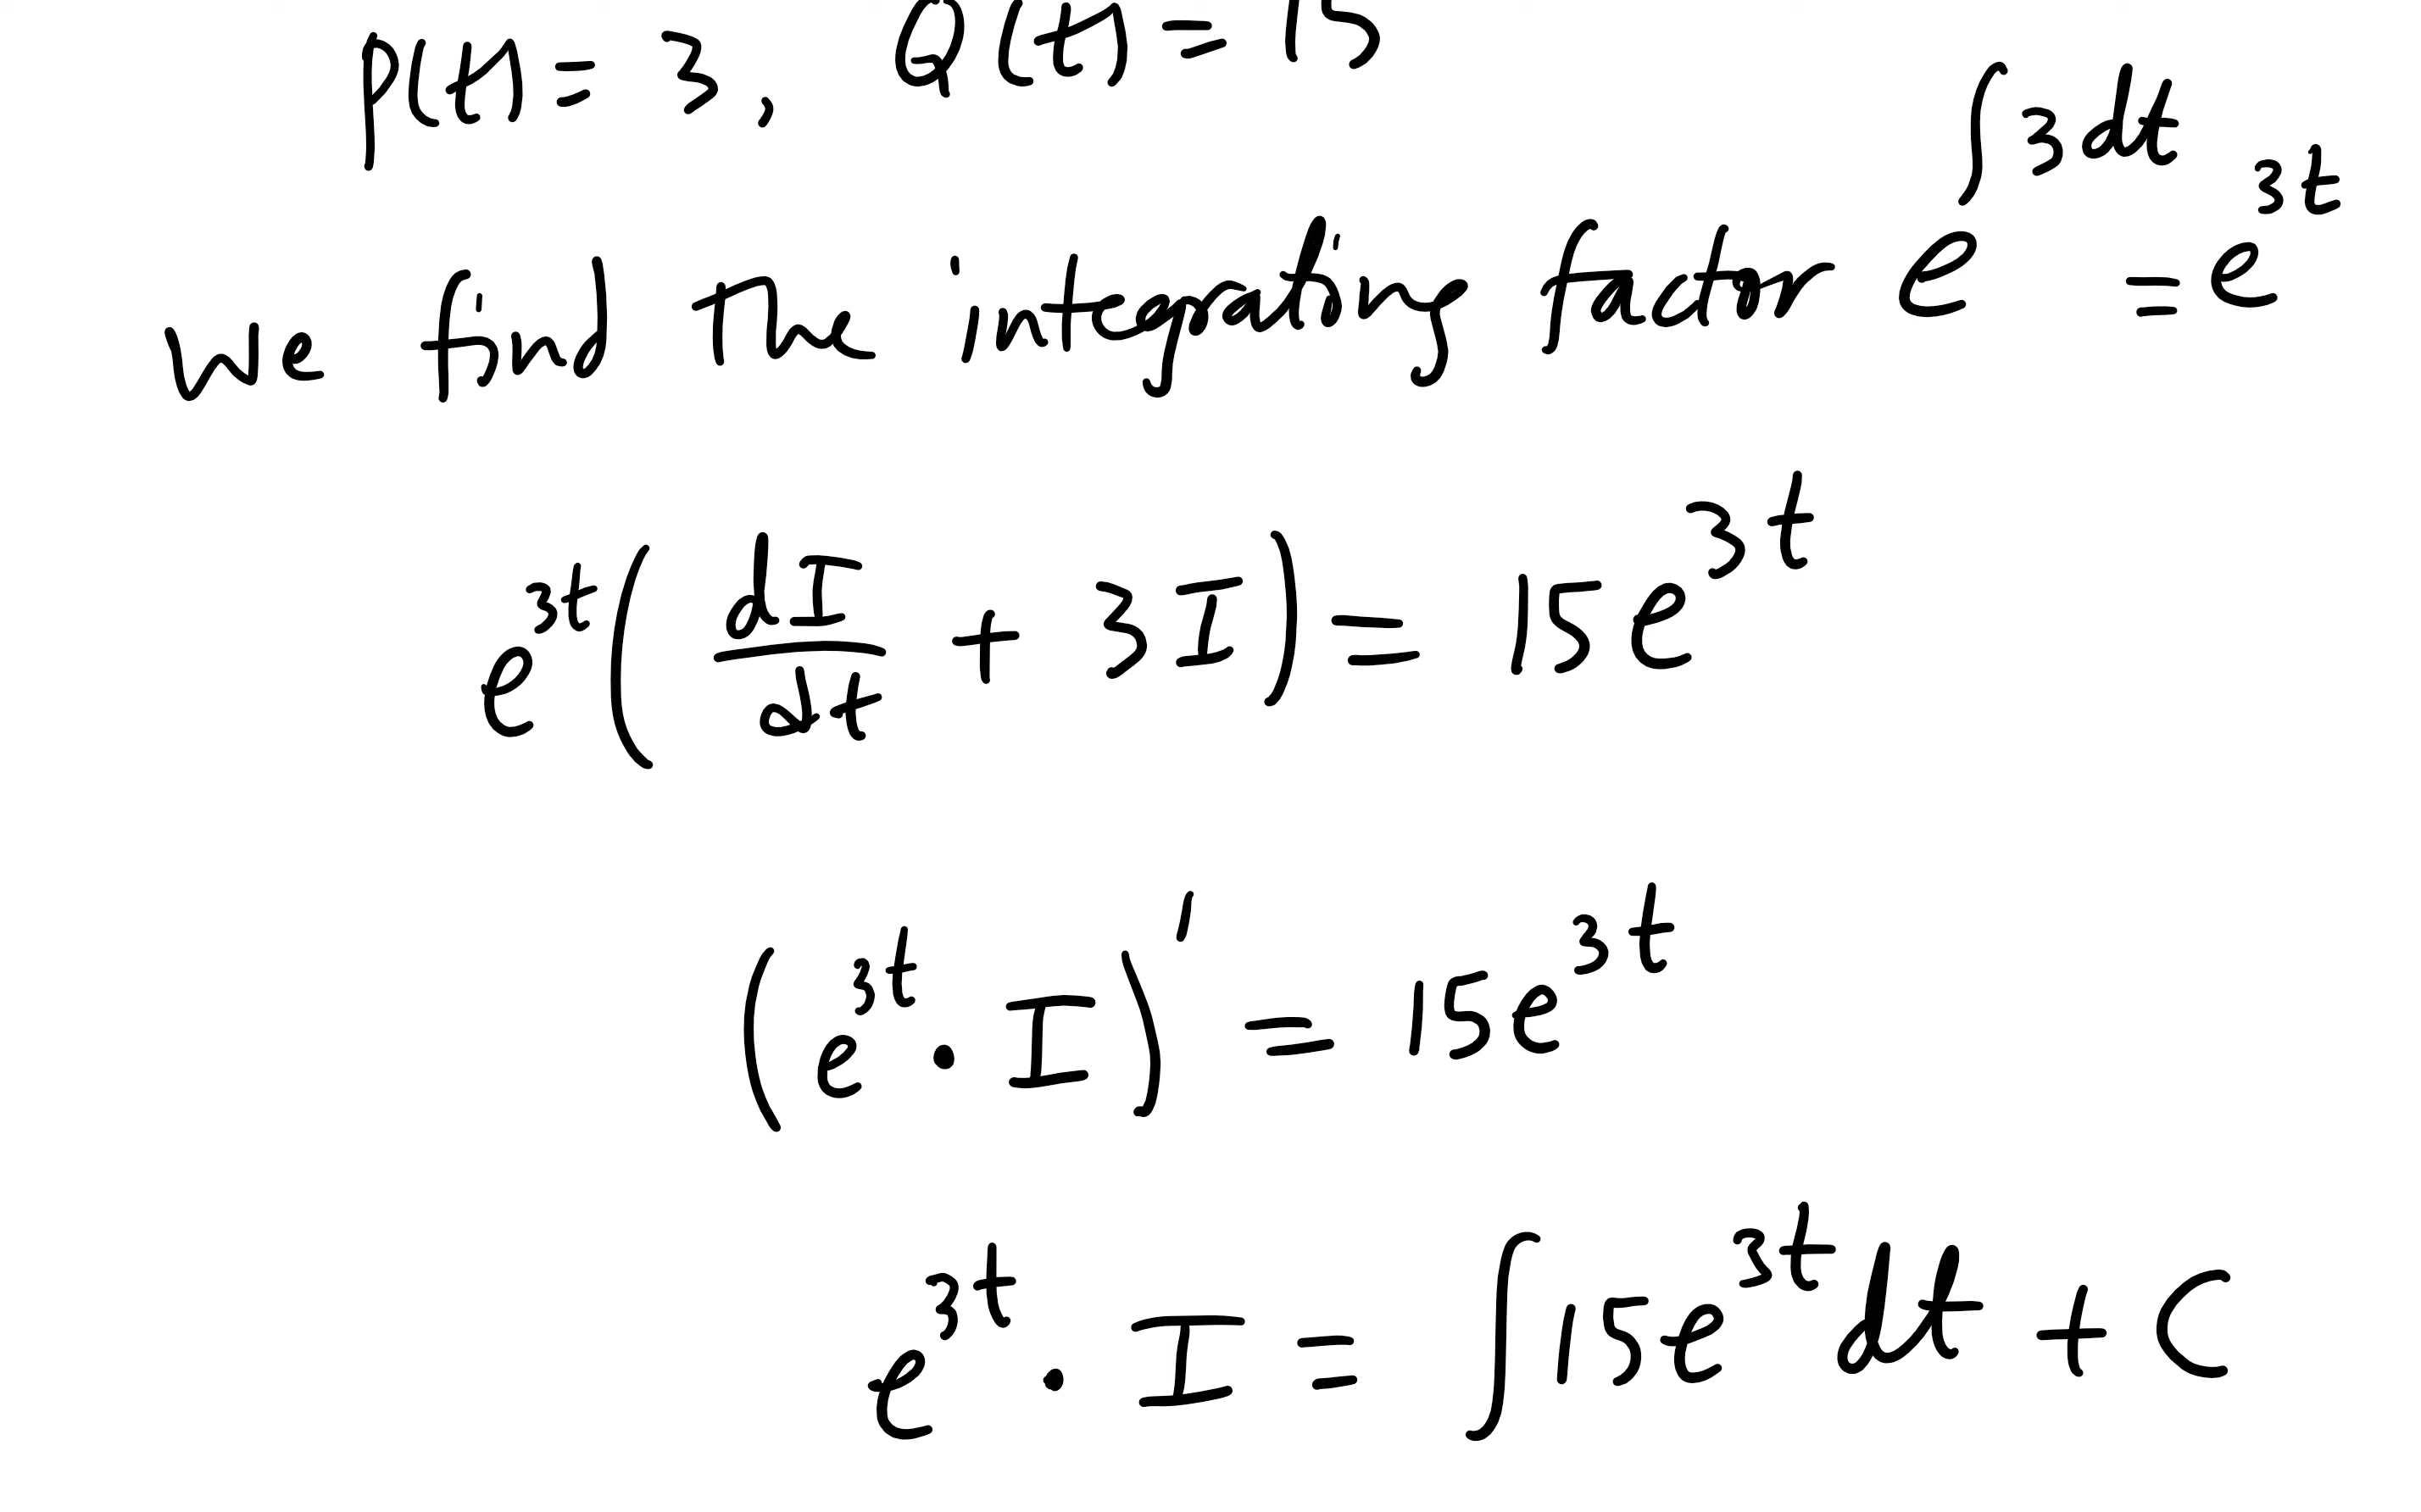 P(t) = 3, Q(t) = 15
We find the integrating factor e^{∫3dt} = e^{3t}
e^{3t}(dI/dt + 3I) = 15e^{3t}
(e^{3t} · I)' = 15e^{3t}
e^{3t} · I = ∫15e^{3t}dt + C